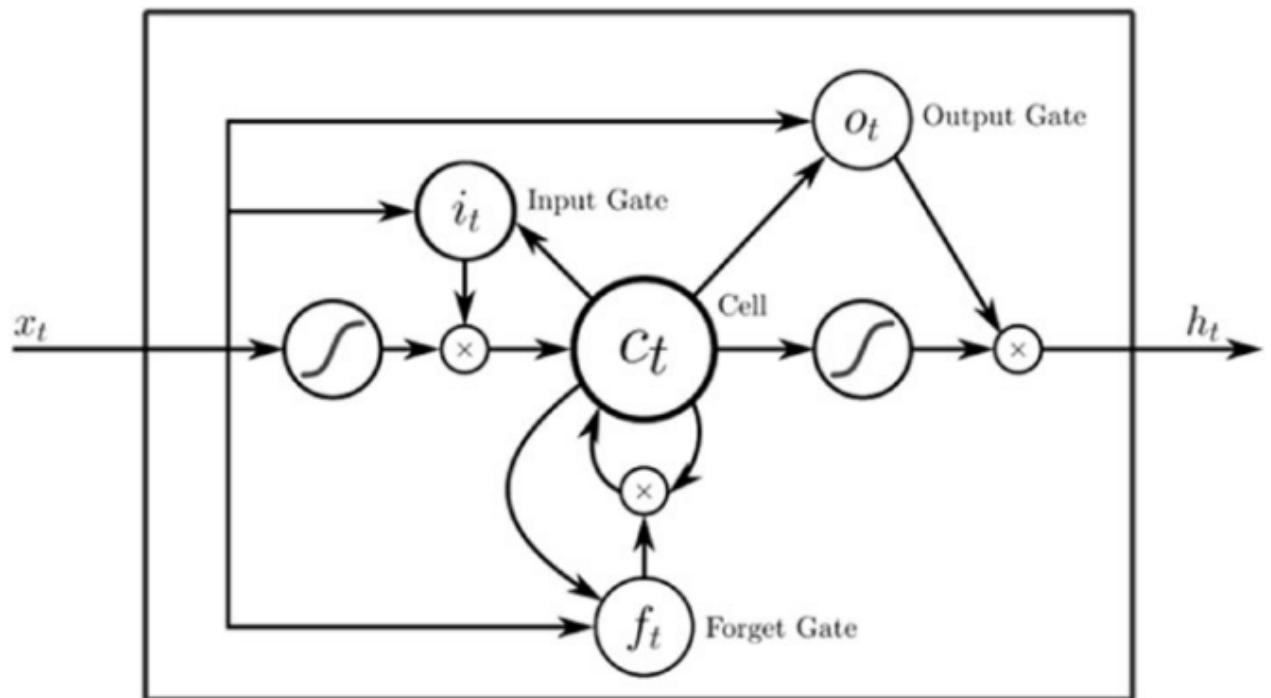 o_t Output Gate
i_t Input Gate
x_t
Cell
c_t
h_t
×
×
×
f_t Forget Gate